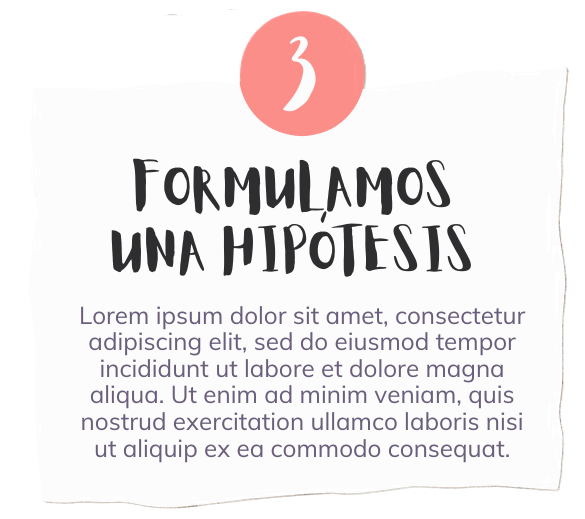 3
FORMULAMOS
UNA HIPÓTESIS
Lorem ipsum dolor sit amet, consectetur
adipiscing elit, sed do eiusmod tempor
incididunt ut labore et dolore magna
aliqua. Ut enim ad minim veniam, quis
nostrud exercitation ullamco laboris nisi
ut aliquip ex ea commodo consequat.